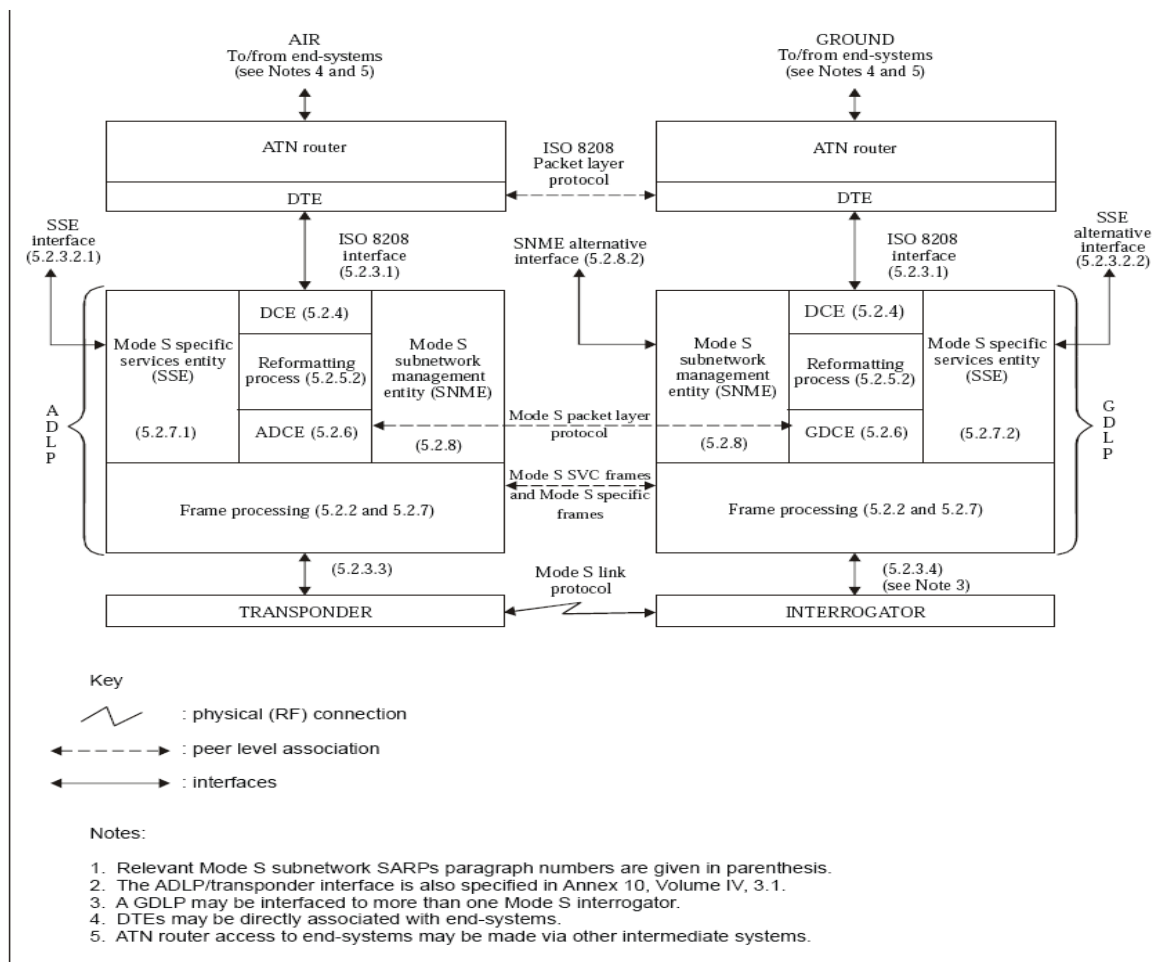 AIR
To/from end-systems
(see Notes 4 and 5)
GROUND
To/from end-systems
(see Notes 4 and 5)
ATN router
DTE
ISO 8208
Packet layer
protocol
ATN router
DTE
SSE
interface
(5.2.3.2.1)
ISO 8208
interface
(5.2.3.1)
SNME alternative
interface (5.2.8.2)
ISO 8208
interface
(5.2.3.1)
SSE
alternative
interface
(5.2.3.2.2)
ADLP
Mode S specific
services entity
(SSE)
(5.2.7.1)
DCE (5.2.4)
Reformatting
process (5.2.5.2)
ADCE (5.2.6)
Mode S
subnetwork
management
entity (SNME)
(5.2.8)
Mode S packet layer
protocol
Mode S
subnetwork
management
entity (SNME)
(5.2.8)
DCE (5.2.4)
Reformatting
process (5.2.5.2)
GDCE (5.2.6)
Mode S specific
services entity
(SSE)
(5.2.7.2)
GDLP
Frame processing (5.2.2 and 5.2.7)
Mode S SVC frames
and Mode S specific
frames
Frame processing (5.2.2 and 5.2.7)
(5.2.3.3)
Mode S link
protocol
(5.2.3.4)
(see Note 3)
TRANSPONDER
INTERROGATOR
Key
: physical (RF) connection
: peer level association
: interfaces
Notes:
1. Relevant Mode S subnetwork SARPs paragraph numbers are given in parenthesis.
2. The ADLP/transponder interface is also specified in Annex 10, Volume IV, 3.1.
3. A GDLP may be interfaced to more than one Mode S interrogator.
4. DTEs may be directly associated with end-systems.
5. ATN router access to end-systems may be made via other intermediate systems.